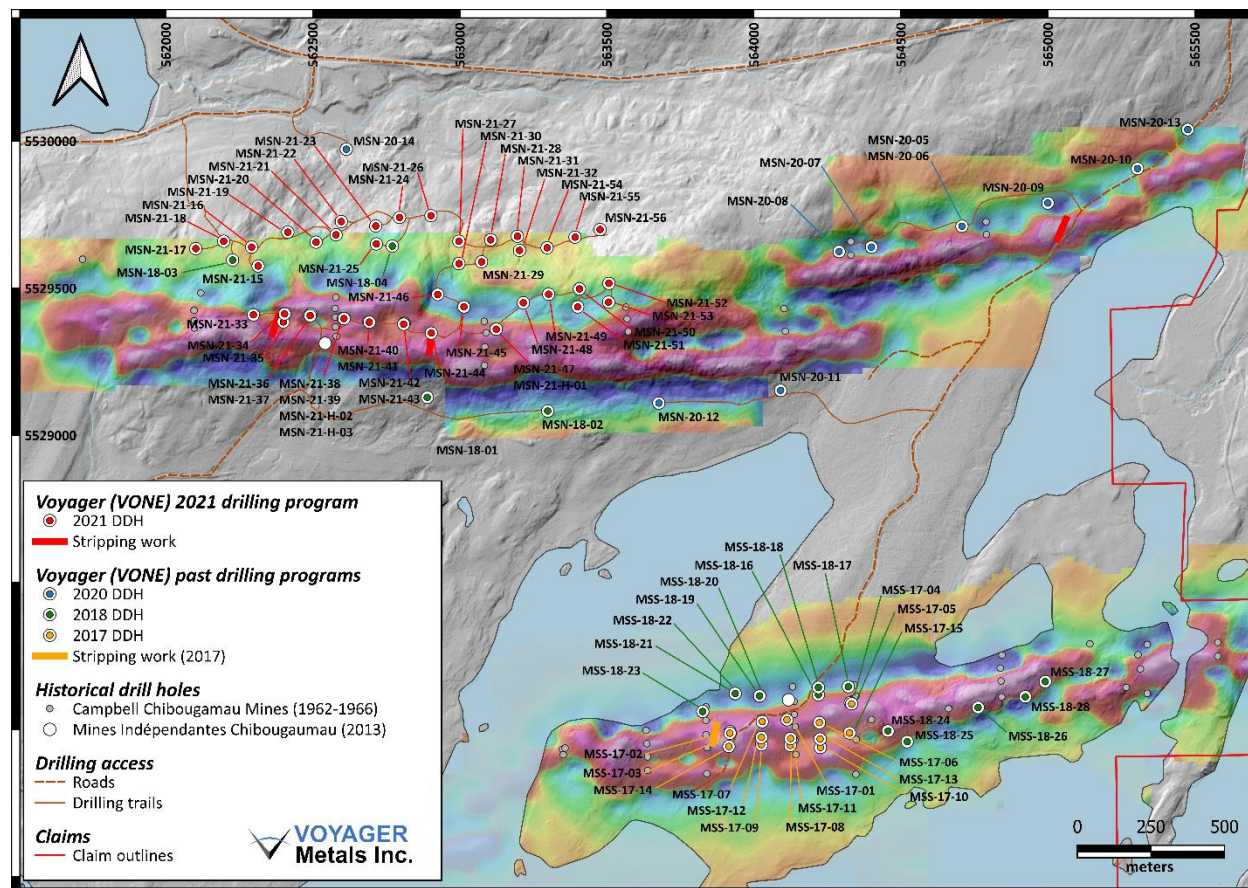 562000
562500
563000
563500
564000
564500
565000
565500
5530000
5529500
5529000
MSN-21-27
MSN-21-30
MSN-21-28
MSN-21-31
MSN-21-32
MSN-21-54
MSN-21-55
MSN-21-56
MSN-21-23
MSN-21-22
MSN-21-21
MSN-21-20
MSN-21-19
MSN-21-16
MSN-21-18
MSN-21-17
MSN-20-14
MSN-21-26
MSN-21-24
MSN-18-03
MSN-21-15
MSN-21-25
MSN-18-04
MSN-21-46
MSN-21-29
MSN-20-13
MSN-20-10
MSN-20-05
MSN-20-06
MSN-20-07
MSN-20-08
MSN-20-09
MSN-21-52
MSN-21-53
MSN-21-50
MSN-21-51
MSN-21-49
MSN-21-48
MSN-21-47
MSN-21-H-01
MSN-21-45
MSN-21-44
MSN-21-33
MSN-21-34
MSN-21-35
MSN-21-36
MSN-21-37
MSN-21-38
MSN-21-39
MSN-21-H-02
MSN-21-H-03
MSN-21-40
MSN-21-41
MSN-21-42
MSN-21-43
MSN-18-01
MSN-18-02
MSN-20-12
MSN-20-11
MSS-18-18
MSS-18-16
MSS-18-20
MSS-18-19
MSS-18-22
MSS-18-21
MSS-18-23
MSS-18-17
MSS-17-04
MSS-17-05
MSS-17-15
MSS-18-27
MSS-18-28
MSS-18-26
MSS-18-24
MSS-18-25
MSS-17-02
MSS-17-03
MSS-17-14
MSS-17-07
MSS-17-12
MSS-17-09
MSS-17-08
MSS-17-11
MSS-17-01
MSS-17-06
MSS-17-13
MSS-17-10
Voyager (VONE) 2021 drilling program
2021 DDH
Stripping work
Voyager (VONE) past drilling programs
2020 DDH
2018 DDH
2017 DDH
Stripping work (2017)
Historical drill holes
Campbell Chibougamau Mines (1962-1966)
Mines Indépendantes Chibougaumau (2013)
Drilling access
Roads
Drilling trails
Claims
Claim outlines
VOYAGER
Metals Inc.
0 250 500
meters